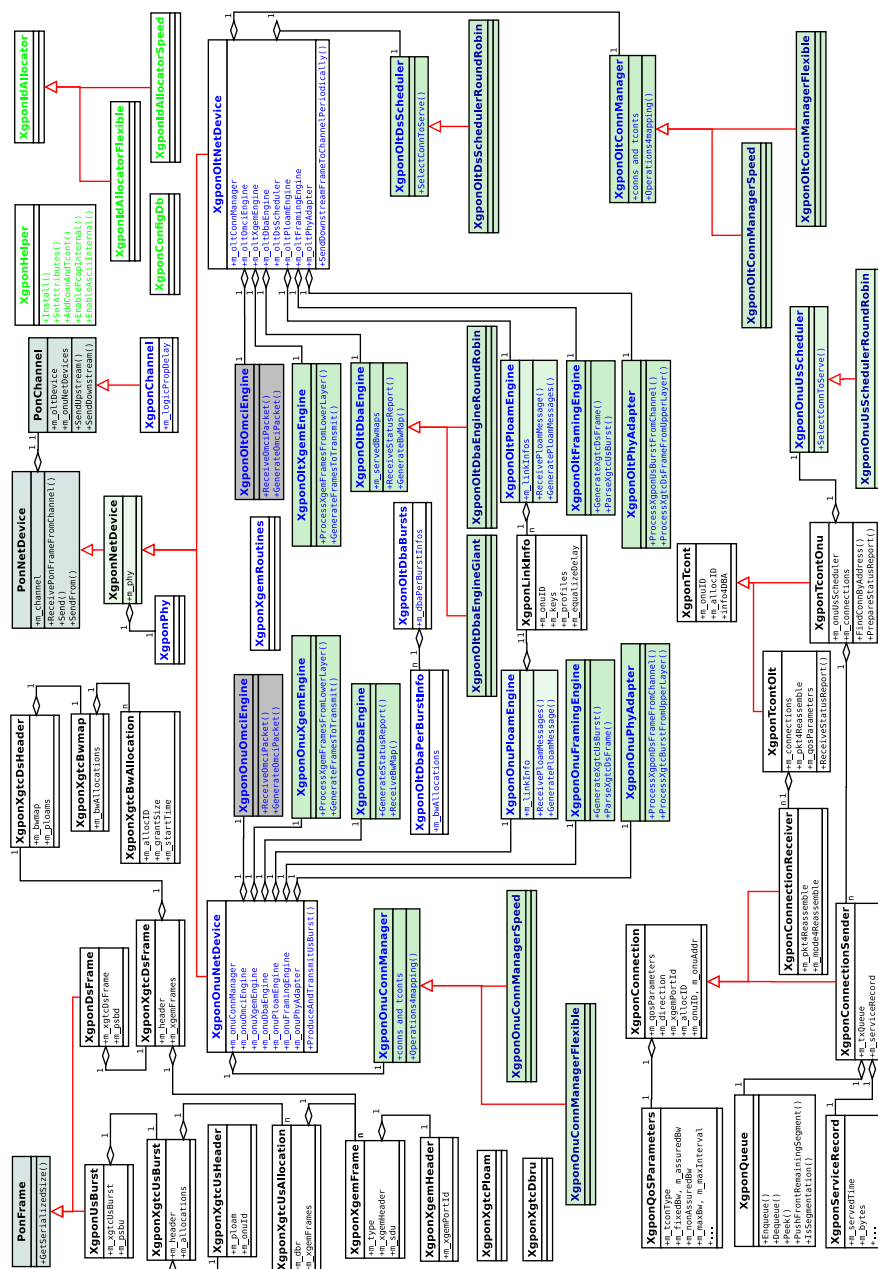 PonFrame
+GetSerializedSize()
XgponUsBurst
+m_xgtcUsBurst
+m_psbu
XgponDsFrame
+m_xgtcDsFrame
+m_psbd
XgponXgtcUsBurst
+m_header
+m_allocations
XgponXgtcDsFrame
+m_header
+m_xgemFrames
XgponXgtcUsHeader
+m_ploam
+m_onuId
XgponXgtcDsHeader
+m_bwmap
+m_ploams
XgponXgtcBwmap
+m_bwAllocations
XgponXgtcBwAllocation
+m_allocID
+m_grantSize
+m_startTime
XgponXgtcUsAllocation
+m_dbr
+m_xgemFrames
XgponXgemFrame
+m_type
+m_xgemHeader
+m_sdu
XgponXgemHeader
+m_xgemPortId
XgponXgtcPloam
XgponXgtcDbru
PonNetDevice
+m_channel
+ReceivePonFrameFromChannel()
+Send()
+SendFrom()
PonChannel
+m_oltDevice
+m_onuNetDevices
+SendUpstream()
+SendDownstream()
XgponNetDevice
+m_phy
XgponPhy
XgponChannel
+m_logicPropDelay
XgponHelper
+Install()
+SetAttributes()
+AddConnAndTcont()
+EnablePcapInternal()
+EnableAsciiInternal()
XgponIdAllocator
XgponIdAllocatorFlexible
XgponIdAllocatorSpeed
XgponConfigDb
XgponOnuNetDevice
+m_onuConnManager
+m_onuOmciEngine
+m_onuXgemEngine
+m_onuDbaEngine
+m_onuPloamEngine
+m_onuFramingEngine
+m_onuPhyAdapter
+ProduceAndTransmitUsBurst()
XgponOltNetDevice
+m_oltConnManager
+m_oltOmciEngine
+m_oltXgemEngine
+m_oltDbaEngine
+m_oltDsScheduler
+m_oltPloamEngine
+m_oltFramingEngine
+m_oltPhyAdapter
+SendDownstreamFrameToChannelPeriodically()
XgponOnuOmciEngine
+ReceiveOmciPacket()
+GenerateOmciPacket()
XgponXgemRoutines
XgponOltOmciEngine
+ReceiveOmciPacket()
+GenerateOmciPacket()
XgponOnuXgemEngine
+ProcessXgemFramesFromLowerLayer()
+GenerateFramesToTransmit()
XgponOltXgemEngine
+ProcessXgemFramesFromLowerLayer()
+GenerateFramesToTransmit()
XgponOnuDbaEngine
+GenerateStatusReport()
+ReceiveBwMap()
XgponOltDbaEngine
+m_servedBwmaps
+ReceiveStatusReport()
+GenerateBwMap()
XgponOltDbaPerBurstInfo
+m_bwAllocations
XgponOltDbaBursts
+m_dbaPerBurstInfos
XgponOltDbaEngineGiant
XgponOltDbaEngineRoundRobin
XgponOnuPloamEngine
+m_linkInfo
+ReceivePloamMessages()
+GeneratePloamMessage()
XgponLinkInfo
+m_onuID
+m_keys
+m_profiles
+m_equalizeDelay
XgponOltPloamEngine
+m_linkInfos
+ReceivePloamMessage()
+GeneratePloamMessages()
XgponOnuFramingEngine
+GenerateXgtcUsBurst()
+ParseXgtcDsFrame()
XgponOltFramingEngine
+GenerateXgtcDsFrame()
+ParseXgtcUsBurst()
XgponOnuPhyAdapter
+ProcessXgponDsFrameFromChannel()
+ProcessXgtcBurstFromUpperLayer()
XgponOltPhyAdapter
+ProcessXgponUsBurstFromChannel()
+ProcessXgtcDsFrameFromUpperLayer()
XgponOltDsScheduler
+SelectConnToServe()
XgponOltDsSchedulerRoundRobin
XgponOnuConnManager
+conns and tconts
+Operations4mapping()
XgponOnuConnManagerSpeed
XgponOnuConnManagerFlexible
XgponOltConnManager
+conns and tconts
+Operations4mapping()
XgponOltConnManagerSpeed
XgponOltConnManagerFlexible
XgponQoSParameters
+m_tconType
+m_fixedBw, m_assuredBw
+m_nonAssuredBw
+m_maxBw, m_maxInterval
+...
XgponConnection
+m_qosParameters
+m_direction
+m_xgemPortId
+m_allocID
+m_onuID, m_onuAddr
XgponConnectionReceiver
+m_pkt4Reassemble
+m_mode4Reassemble
XgponConnectionSender
+m_txQueue
+m_serviceRecord
XgponQueue
+Enqueue()
+Dequeue()
+Peek()
+PushFrontRemainingSegment()
+IsSegmentation()
XgponServiceRecord
+m_servedTime
+m_bytes
+...
XgponTcont
+m_onuID
+m_allocID
+info4DBA
XgponTcontOlt
+m_connections
+m_pkt4Reassemble
+m_qosParameters
+ReceiveStatusReport()
XgponTcontOnu
+m_onuUsScheduler
+m_connections
+FindConnByAddress()
+PrepareStatusReport()
XgponOnuUsScheduler
+SelectConnToServe()
XgponOnuUsSchedulerRoundRobin